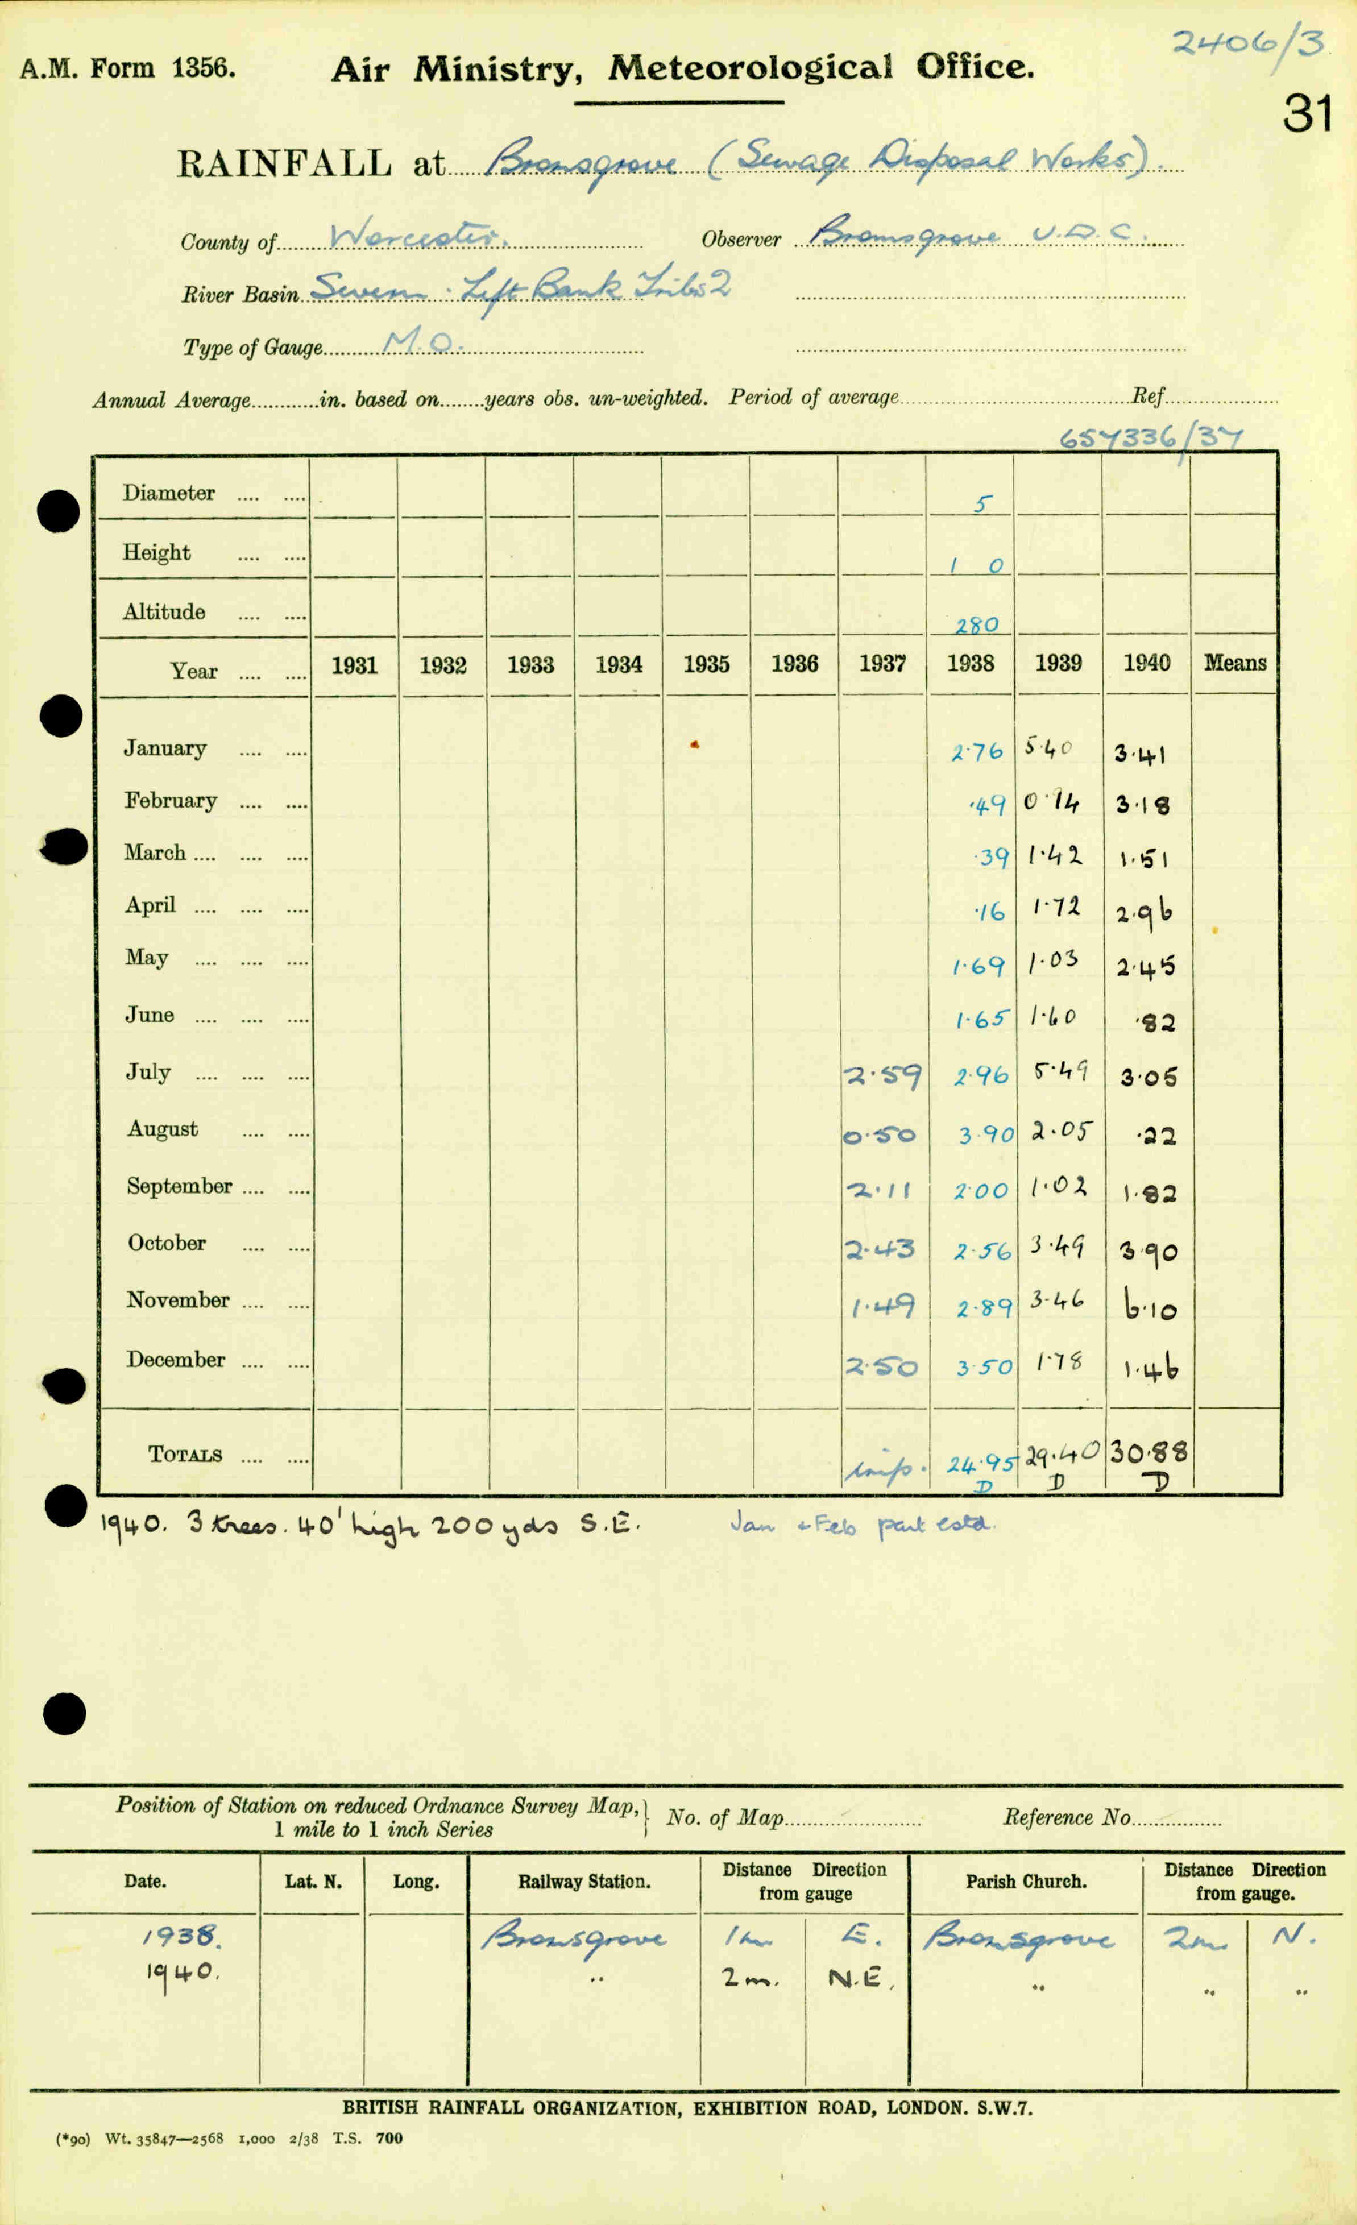 2406/3
A.M. Form 1356. Air Ministry, Meteorological Office.
31
RAINFALL at Bromsgrove (Sewage Disposal Works).
County of Worcester. Observer Bromsgrove U.D.C.
River Basin Severn . Left Bank Tribs 2
Type of Gauge M.O.
Annual Average in. based on years obs. un-weighted. Period of average Ref.
657336/37
Diameter 5
Height 1 0
Altitude 280
Year 1931 1932 1933 1934 1935 1936 1937 1938 1939 1940 Means
January 2.76 5.40 3.41
February .49 0.94 3.18
March .39 1.42 1.51
April .16 1.72 2.96
May 1.69 1.03 2.45
June 1.65 1.60 .82
July 2.59 2.96 5.49 3.05
August 0.50 3.90 2.05 .22
September 2.11 2.00 1.02 1.82
October 2.43 2.56 3.49 3.90
November 1.49 2.89 3.46 6.10
December 2.50 3.50 1.78 1.46
TOTALS imp. 24.95 29.40 30.88
D D D
1940. 3 trees. 40' high 200 yds S.E. Jan + Feb part estd.
Position of Station on reduced Ordnance Survey Map, } No. of Map Reference No.
1 mile to 1 inch Series
Date. Lat. N. Long. Railway Station. Distance Direction from gauge Parish Church. Distance Direction from gauge.
1938. Bromsgrove 1m E. Bromsgrove 2m N.
1940. " 2m. N.E. " " "
BRITISH RAINFALL ORGANIZATION, EXHIBITION ROAD, LONDON. S.W.7.
(*90) Wt. 35847—2568 1,000 2/38 T.S. 700